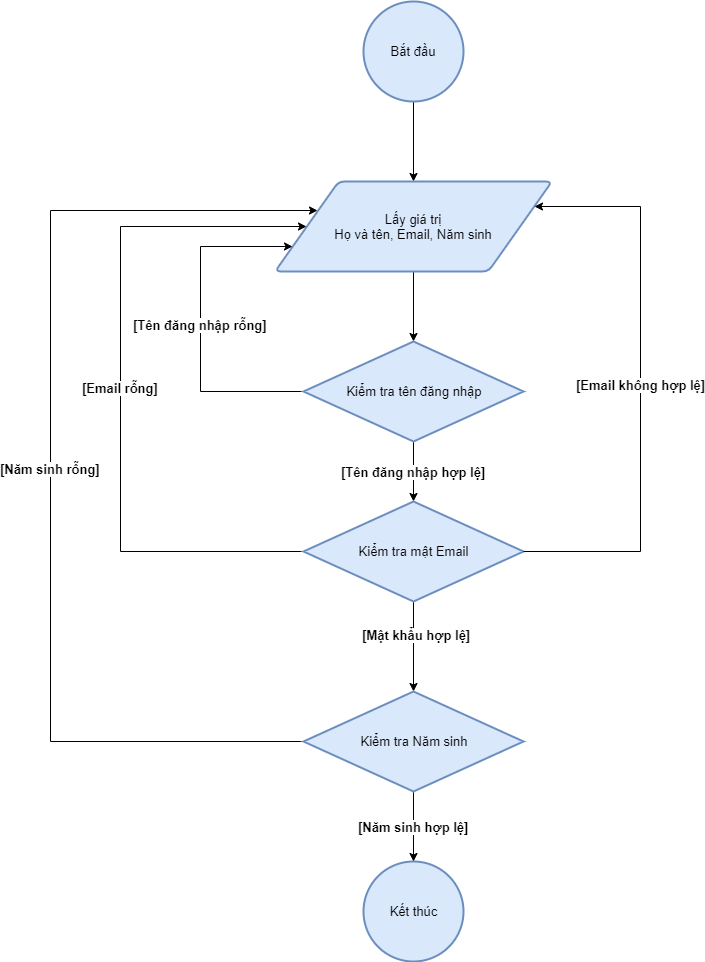 Bắt đầu
Lấy giá trị
Họ và tên, Email, Năm sinh
[Tên đăng nhập rỗng]
[Email rỗng]
[Email không hợp lệ]
Kiểm tra tên đăng nhập
[Năm sinh rỗng]
[Tên đăng nhập hợp lệ]
Kiểm tra mật Email
[Mật khẩu hợp lệ]
Kiểm tra Năm sinh
[Năm sinh hợp lệ]
Kết thúc